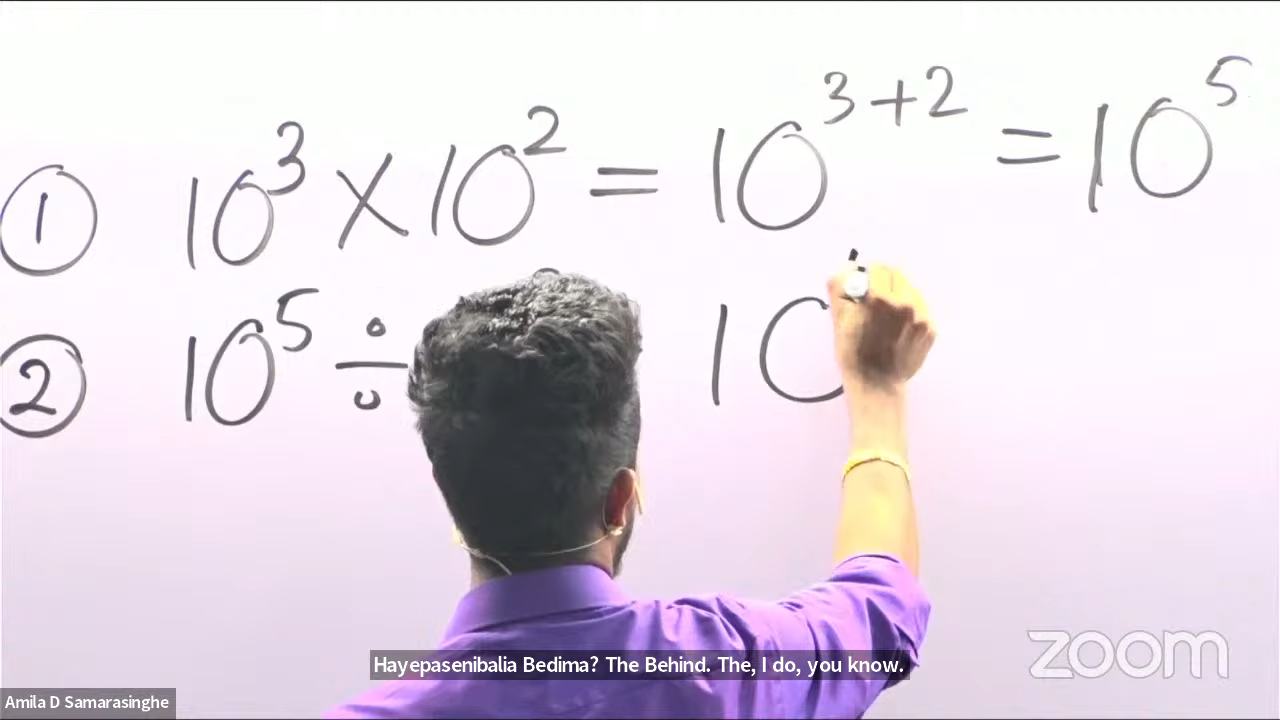 ① 10³ × 10² = 10³⁺² = 10⁵
② 10⁵ ÷ 10
Hayepasenibalia Bedima? The Behind. The, I do, you know.
zoom
Amila D Samarasinghe